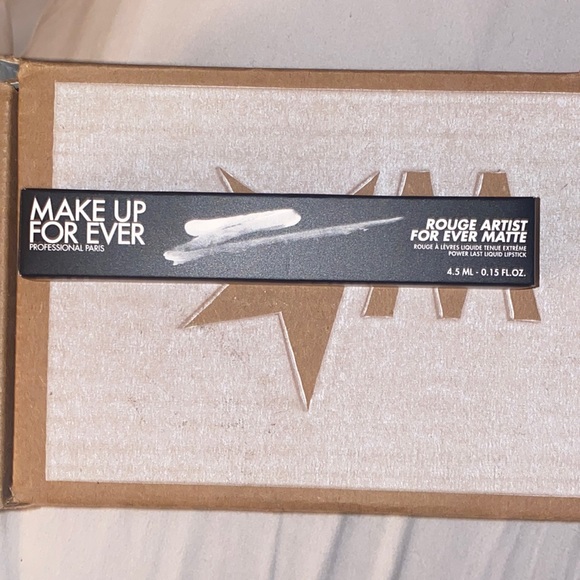 MAKE UP
FOR EVER
PROFESSIONAL PARIS
ROUGE ARTIST
FOR EVER MATTE
ROUGE À LÈVRES LIQUIDE TENUE EXTRÊME
POWER LAST LIQUID LIPSTICK
4.5 ML - 0.15 FL.OZ.
M